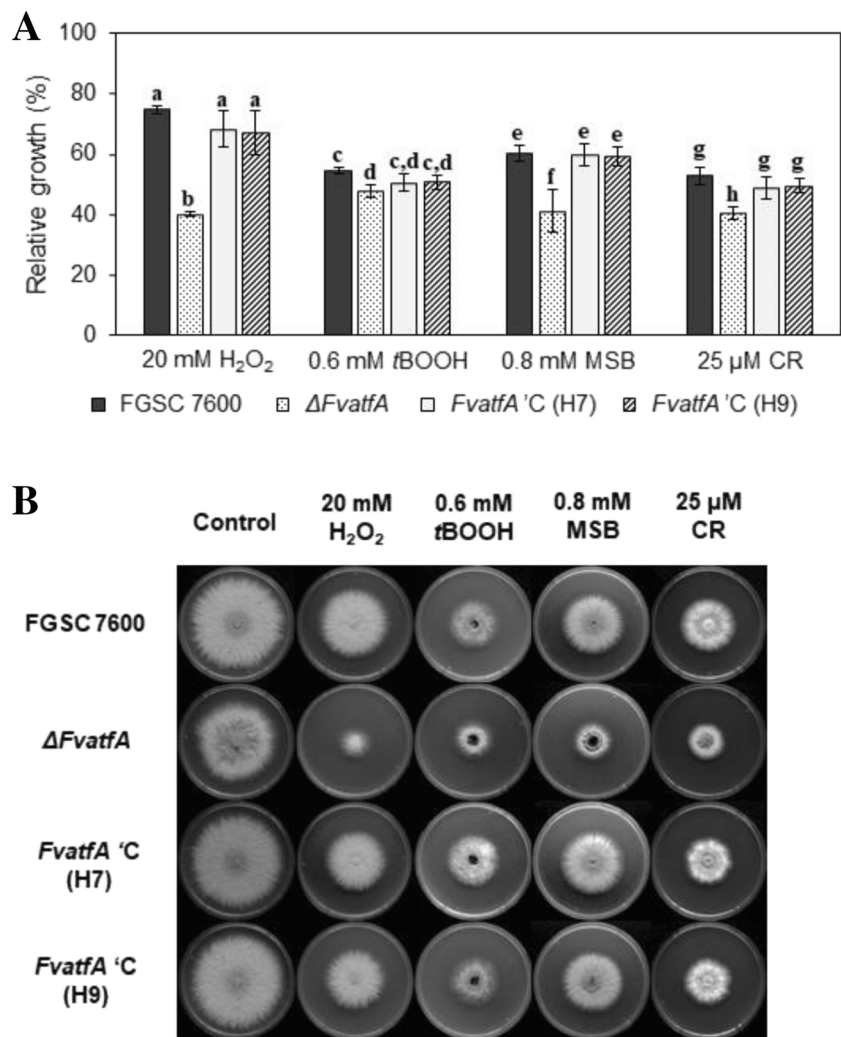 A
Relative growth (%)
100
80
60
40
20
0
a b a a
c d c,d c,d
e f e e
g h g g
20 mM H₂O₂ 0.6 mM tBOOH 0.8 mM MSB 25 µM CR
FGSC 7600 ΔFvatfA FvatfA 'C (H7) FvatfA 'C (H9)
B
Control 20 mM H₂O₂ 0.6 mM tBOOH 0.8 mM MSB 25 µM CR
FGSC 7600
ΔFvatfA
FvatfA ‘C
(H7)
FvatfA ‘C
(H9)